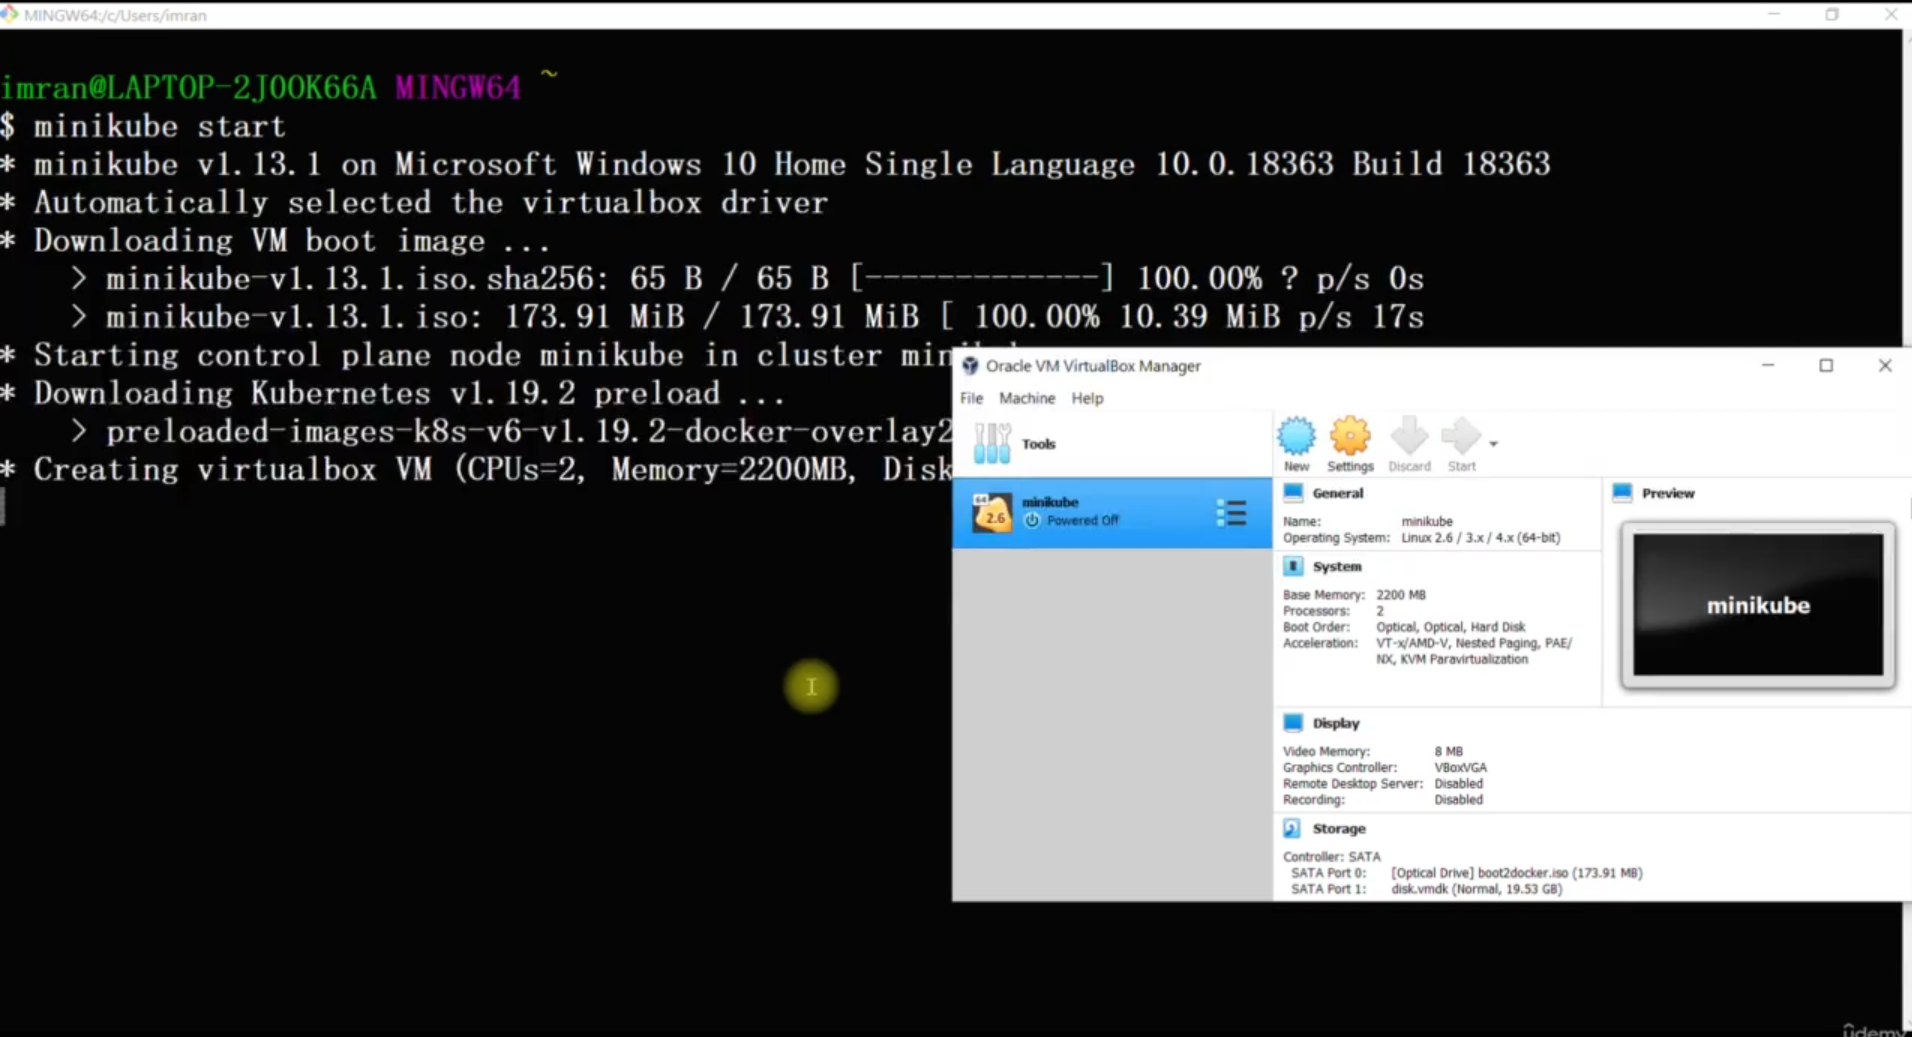 MINGW64:/c/Users/imran
imran@LAPTOP-2J0OK66A MINGW64 ~
$ minikube start
* minikube v1.13.1 on Microsoft Windows 10 Home Single Language 10.0.18363 Build 18363
* Automatically selected the virtualbox driver
* Downloading VM boot image ...
> minikube-v1.13.1.iso.sha256: 65 B / 65 B [-------------] 100.00% ? p/s 0s
> minikube-v1.13.1.iso: 173.91 MiB / 173.91 MiB [ 100.00% 10.39 MiB p/s 17s
* Starting control plane node minikube in cluster
* Downloading Kubernetes v1.19.2 preload ...
> preloaded-images-k8s-v6-v1.19.2-docker-overlay2
* Creating virtualbox VM (CPUs=2, Memory=2200MB, Disk
Oracle VM VirtualBox Manager
File Machine Help
Tools
New Settings Discard Start
64
2.6
minikube
Powered Off
General
Name: minikube
Operating System: Linux 2.6 / 3.x / 4.x (64-bit)
System
Base Memory: 2200 MB
Processors: 2
Boot Order: Optical, Optical, Hard Disk
Acceleration: VT-x/AMD-V, Nested Paging, PAE/
NX, KVM Paravirtualization
Preview
minikube
Display
Video Memory: 8 MB
Graphics Controller: VBoxVGA
Remote Desktop Server: Disabled
Recording: Disabled
Storage
Controller: SATA
SATA Port 0: [Optical Drive] boot2docker.iso (173.91 MB)
SATA Port 1: disk.vmdk (Normal, 19.53 GB)
udemy